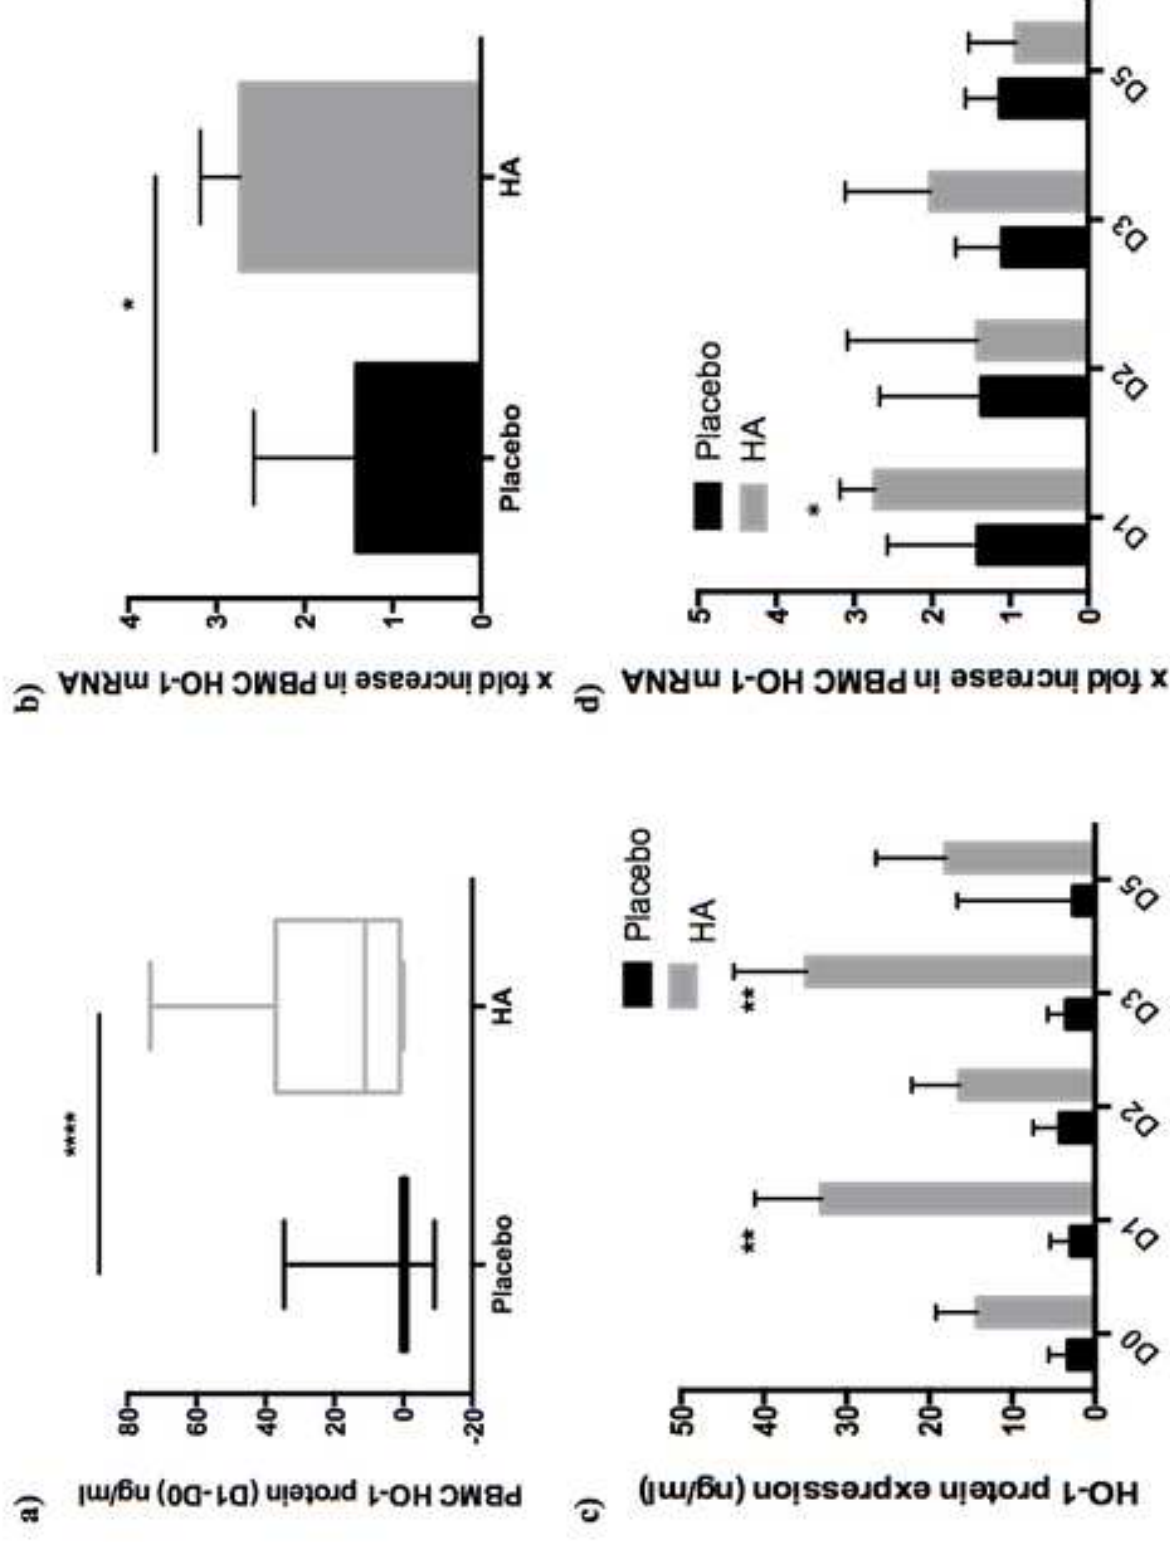 a)
PBMC HO-1 protein (D1-D0) ng/ml
80
60
40
20
0
-20
****
Placebo
HA
b)
x fold increase in PBMC HO-1 mRNA
4
3
2
1
0
*
Placebo
HA
c)
HO-1 protein expression (ng/ml)
50
40
30
20
10
0
**
**
Placebo
HA
D0
D1
D2
D3
D5
d)
x fold increase in PBMC HO-1 mRNA
5
4
3
2
1
0
*
Placebo
HA
D1
D2
D3
D5